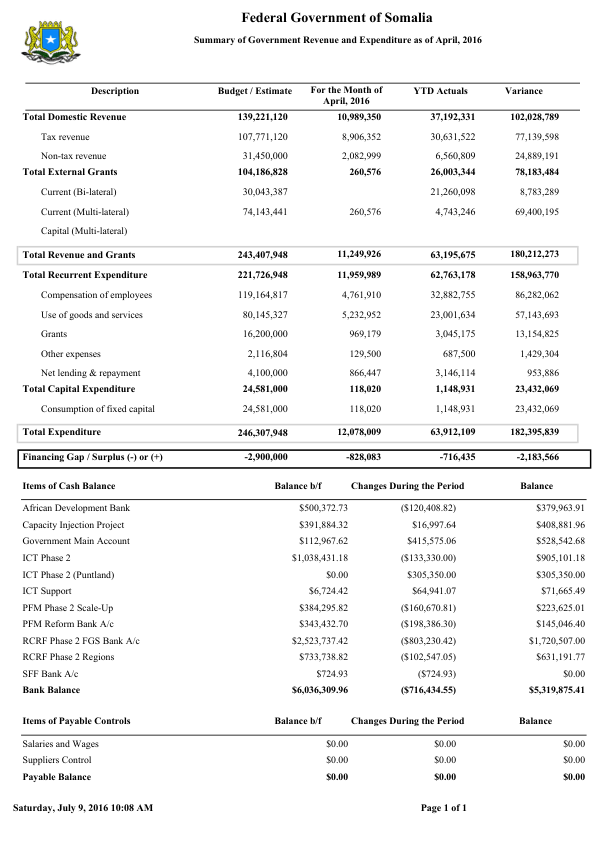 Federal Government of Somalia
Summary of Government Revenue and Expenditure as of April, 2016
Description Budget / Estimate For the Month of April, 2016 YTD Actuals Variance
Total Domestic Revenue 139,221,120 10,989,350 37,192,331 102,028,789
Tax revenue 107,771,120 8,906,352 30,631,522 77,139,598
Non-tax revenue 31,450,000 2,082,999 6,560,809 24,889,191
Total External Grants 104,186,828 260,576 26,003,344 78,183,484
Current (Bi-lateral) 30,043,387 21,260,098 8,783,289
Current (Multi-lateral) 74,143,441 260,576 4,743,246 69,400,195
Capital (Multi-lateral)
Total Revenue and Grants 243,407,948 11,249,926 63,195,675 180,212,273
Total Recurrent Expenditure 221,726,948 11,959,989 62,763,178 158,963,770
Compensation of employees 119,164,817 4,761,910 32,882,755 86,282,062
Use of goods and services 80,145,327 5,232,952 23,001,634 57,143,693
Grants 16,200,000 969,179 3,045,175 13,154,825
Other expenses 2,116,804 129,500 687,500 1,429,304
Net lending & repayment 4,100,000 866,447 3,146,114 953,886
Total Capital Expenditure 24,581,000 118,020 1,148,931 23,432,069
Consumption of fixed capital 24,581,000 118,020 1,148,931 23,432,069
Total Expenditure 246,307,948 12,078,009 63,912,109 182,395,839
Financing Gap / Surplus (-) or (+) -2,900,000 -828,083 -716,435 -2,183,566
Items of Cash Balance Balance b/f Changes During the Period Balance
African Development Bank $500,372.73 ($120,408.82) $379,963.91
Capacity Injection Project $391,884.32 $16,997.64 $408,881.96
Government Main Account $112,967.62 $415,575.06 $528,542.68
ICT Phase 2 $1,038,431.18 ($133,330.00) $905,101.18
ICT Phase 2 (Puntland) $0.00 $305,350.00 $305,350.00
ICT Support $6,724.42 $64,941.07 $71,665.49
PFM Phase 2 Scale-Up $384,295.82 ($160,670.81) $223,625.01
PFM Reform Bank A/c $343,432.70 ($198,386.30) $145,046.40
RCRF Phase 2 FGS Bank A/c $2,523,737.42 ($803,230.42) $1,720,507.00
RCRF Phase 2 Regions $733,738.82 ($102,547.05) $631,191.77
SFF Bank A/c $724.93 ($724.93) $0.00
Bank Balance $6,036,309.96 ($716,434.55) $5,319,875.41
Items of Payable Controls Balance b/f Changes During the Period Balance
Salaries and Wages $0.00 $0.00 $0.00
Suppliers Control $0.00 $0.00 $0.00
Payable Balance $0.00 $0.00 $0.00
Saturday, July 9, 2016 10:08 AM Page 1 of 1